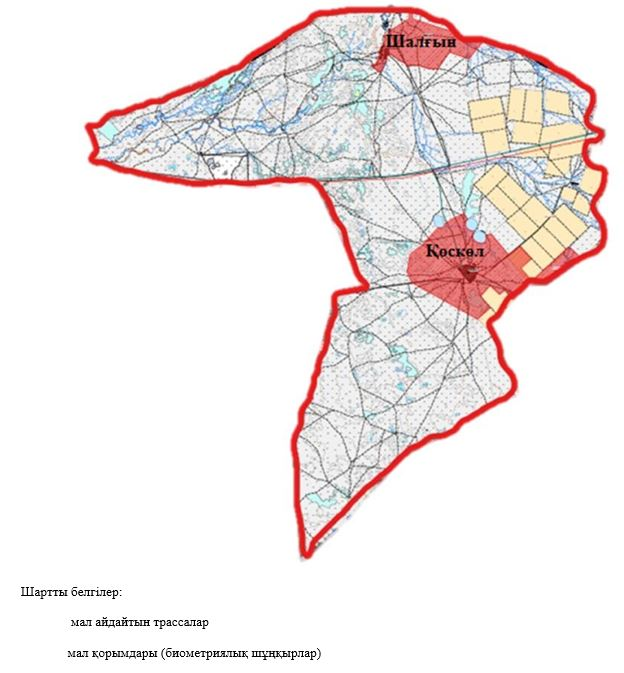 Шалғын
Қоскөл
Шартты белгілер:
мал айдайтын трассалар
мал қорымдары (биометриялық шұңқырлар)